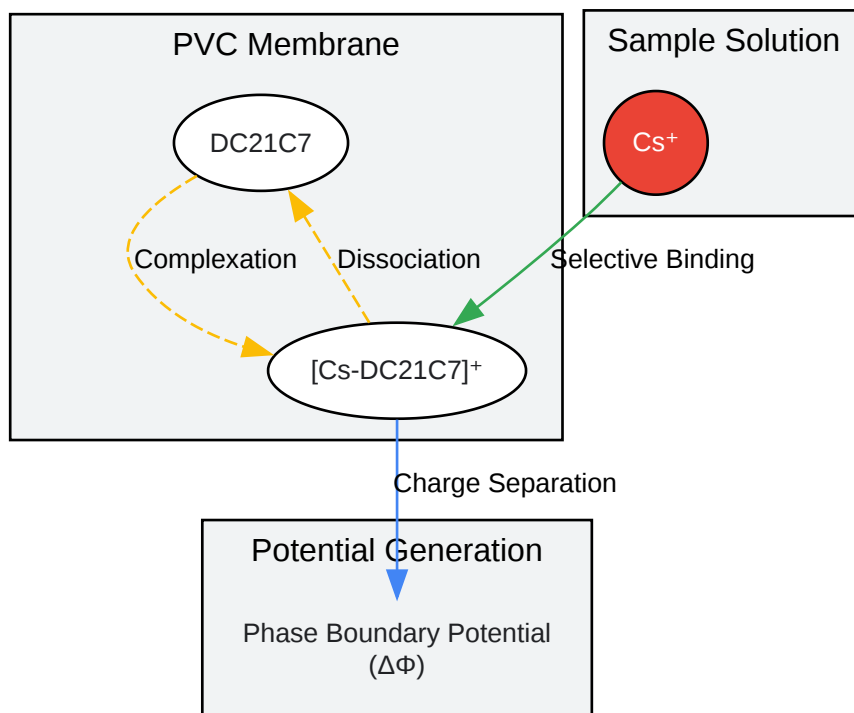 PVC Membrane
Sample Solution
DC21C7
Cs⁺
Complexation
Dissociation
Selective Binding
[Cs-DC21C7]⁺
Charge Separation
Potential Generation
Phase Boundary Potential
(ΔΦ)